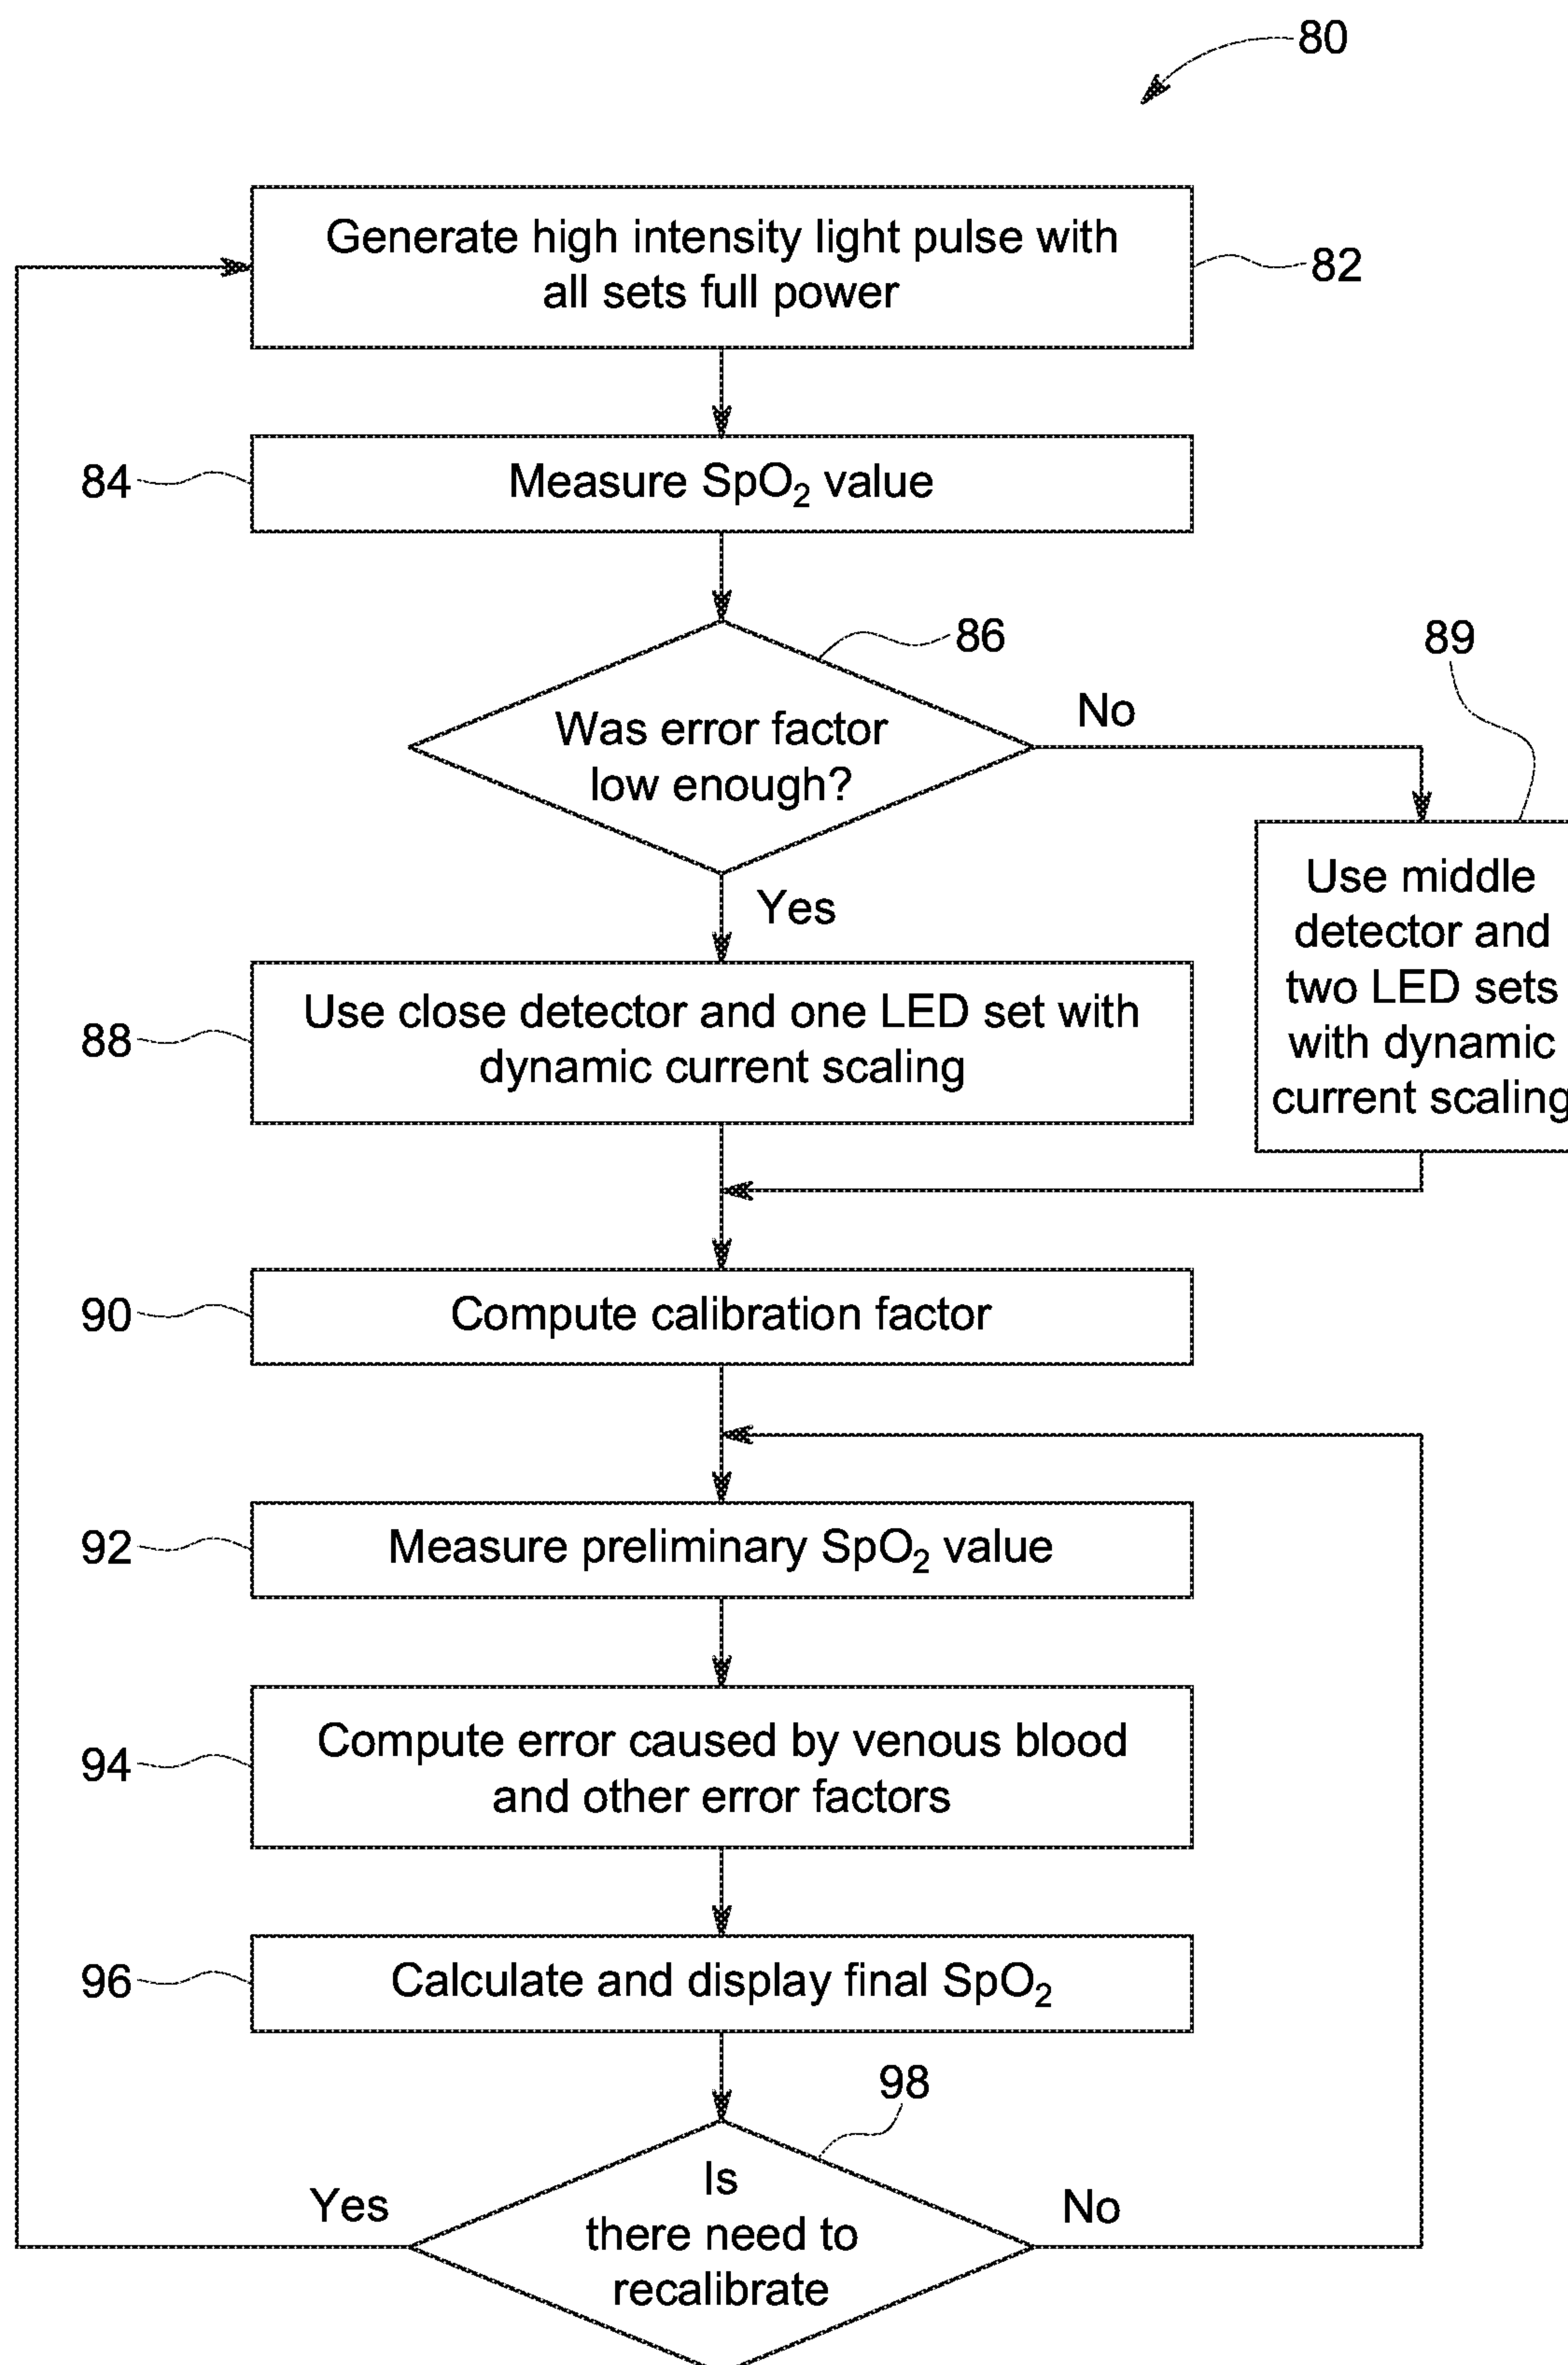 80
Generate high intensity light pulse with
all sets full power
82
84
Measure SpO₂ value
86
Was error factor
low enough?
No
89
Yes
Use middle
detector and
two LED sets
with dynamic
current scaling
88
Use close detector and one LED set with
dynamic current scaling
90
Compute calibration factor
92
Measure preliminary SpO₂ value
94
Compute error caused by venous blood
and other error factors
96
Calculate and display final SpO₂
98
Yes
Is
there need to
recalibrate
No